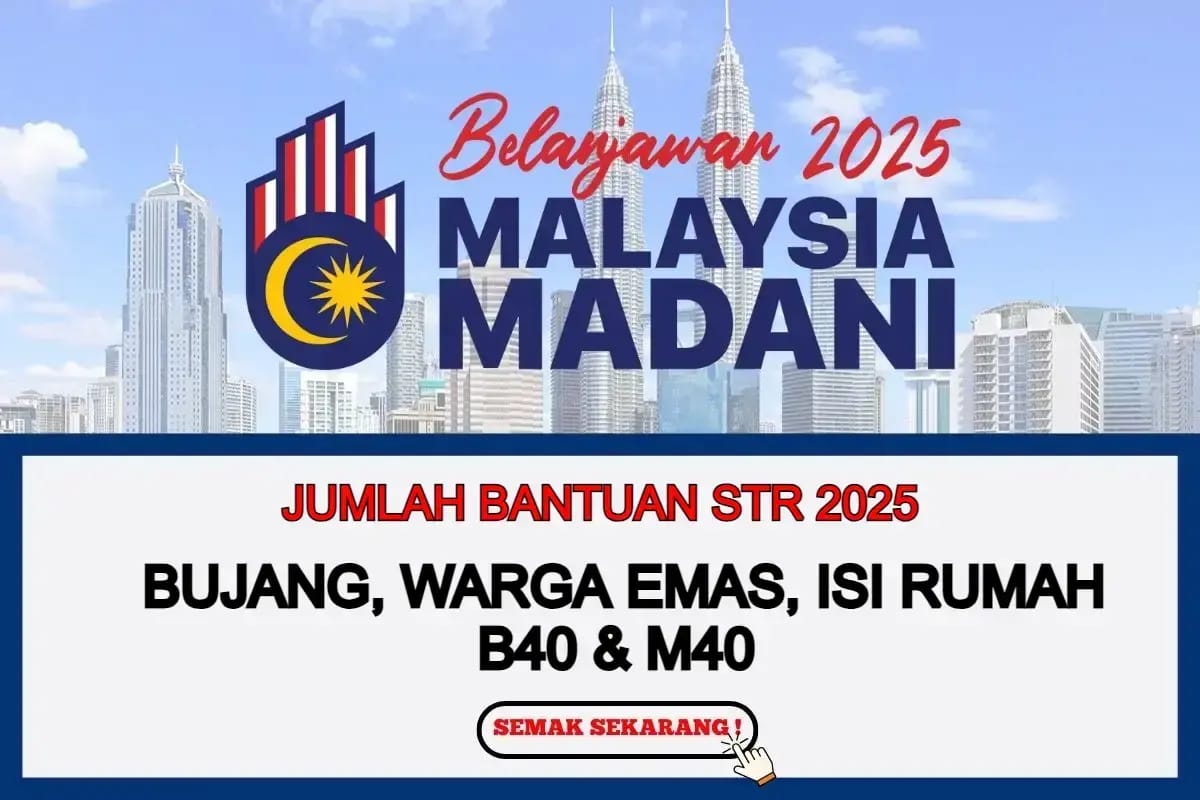 Belanjawan 2025
MALAYSIA
MADANI
JUMLAH BANTUAN STR 2025
BUJANG, WARGA EMAS, ISI RUMAH
B40 & M40
SEMAK SEKARANG!